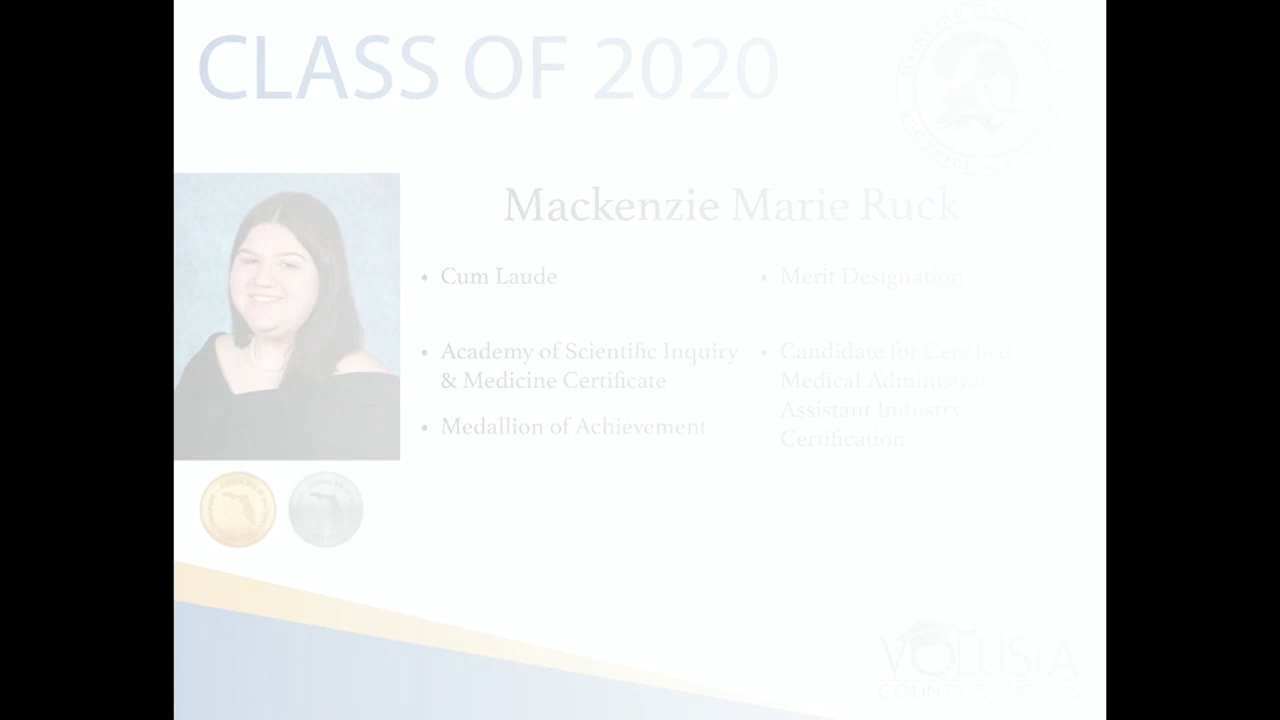 CLASS OF 2020
Mackenzie Marie Ruck
• Cum Laude
• Merit Designation
• Academy of Scientific Inquiry
& Medicine Certificate
• Medallion of Achievement
• Candidate for Certified
Medical Administrative
Assistant Industry
Certification
VOLUSIA
COUNTY SCHOOLS